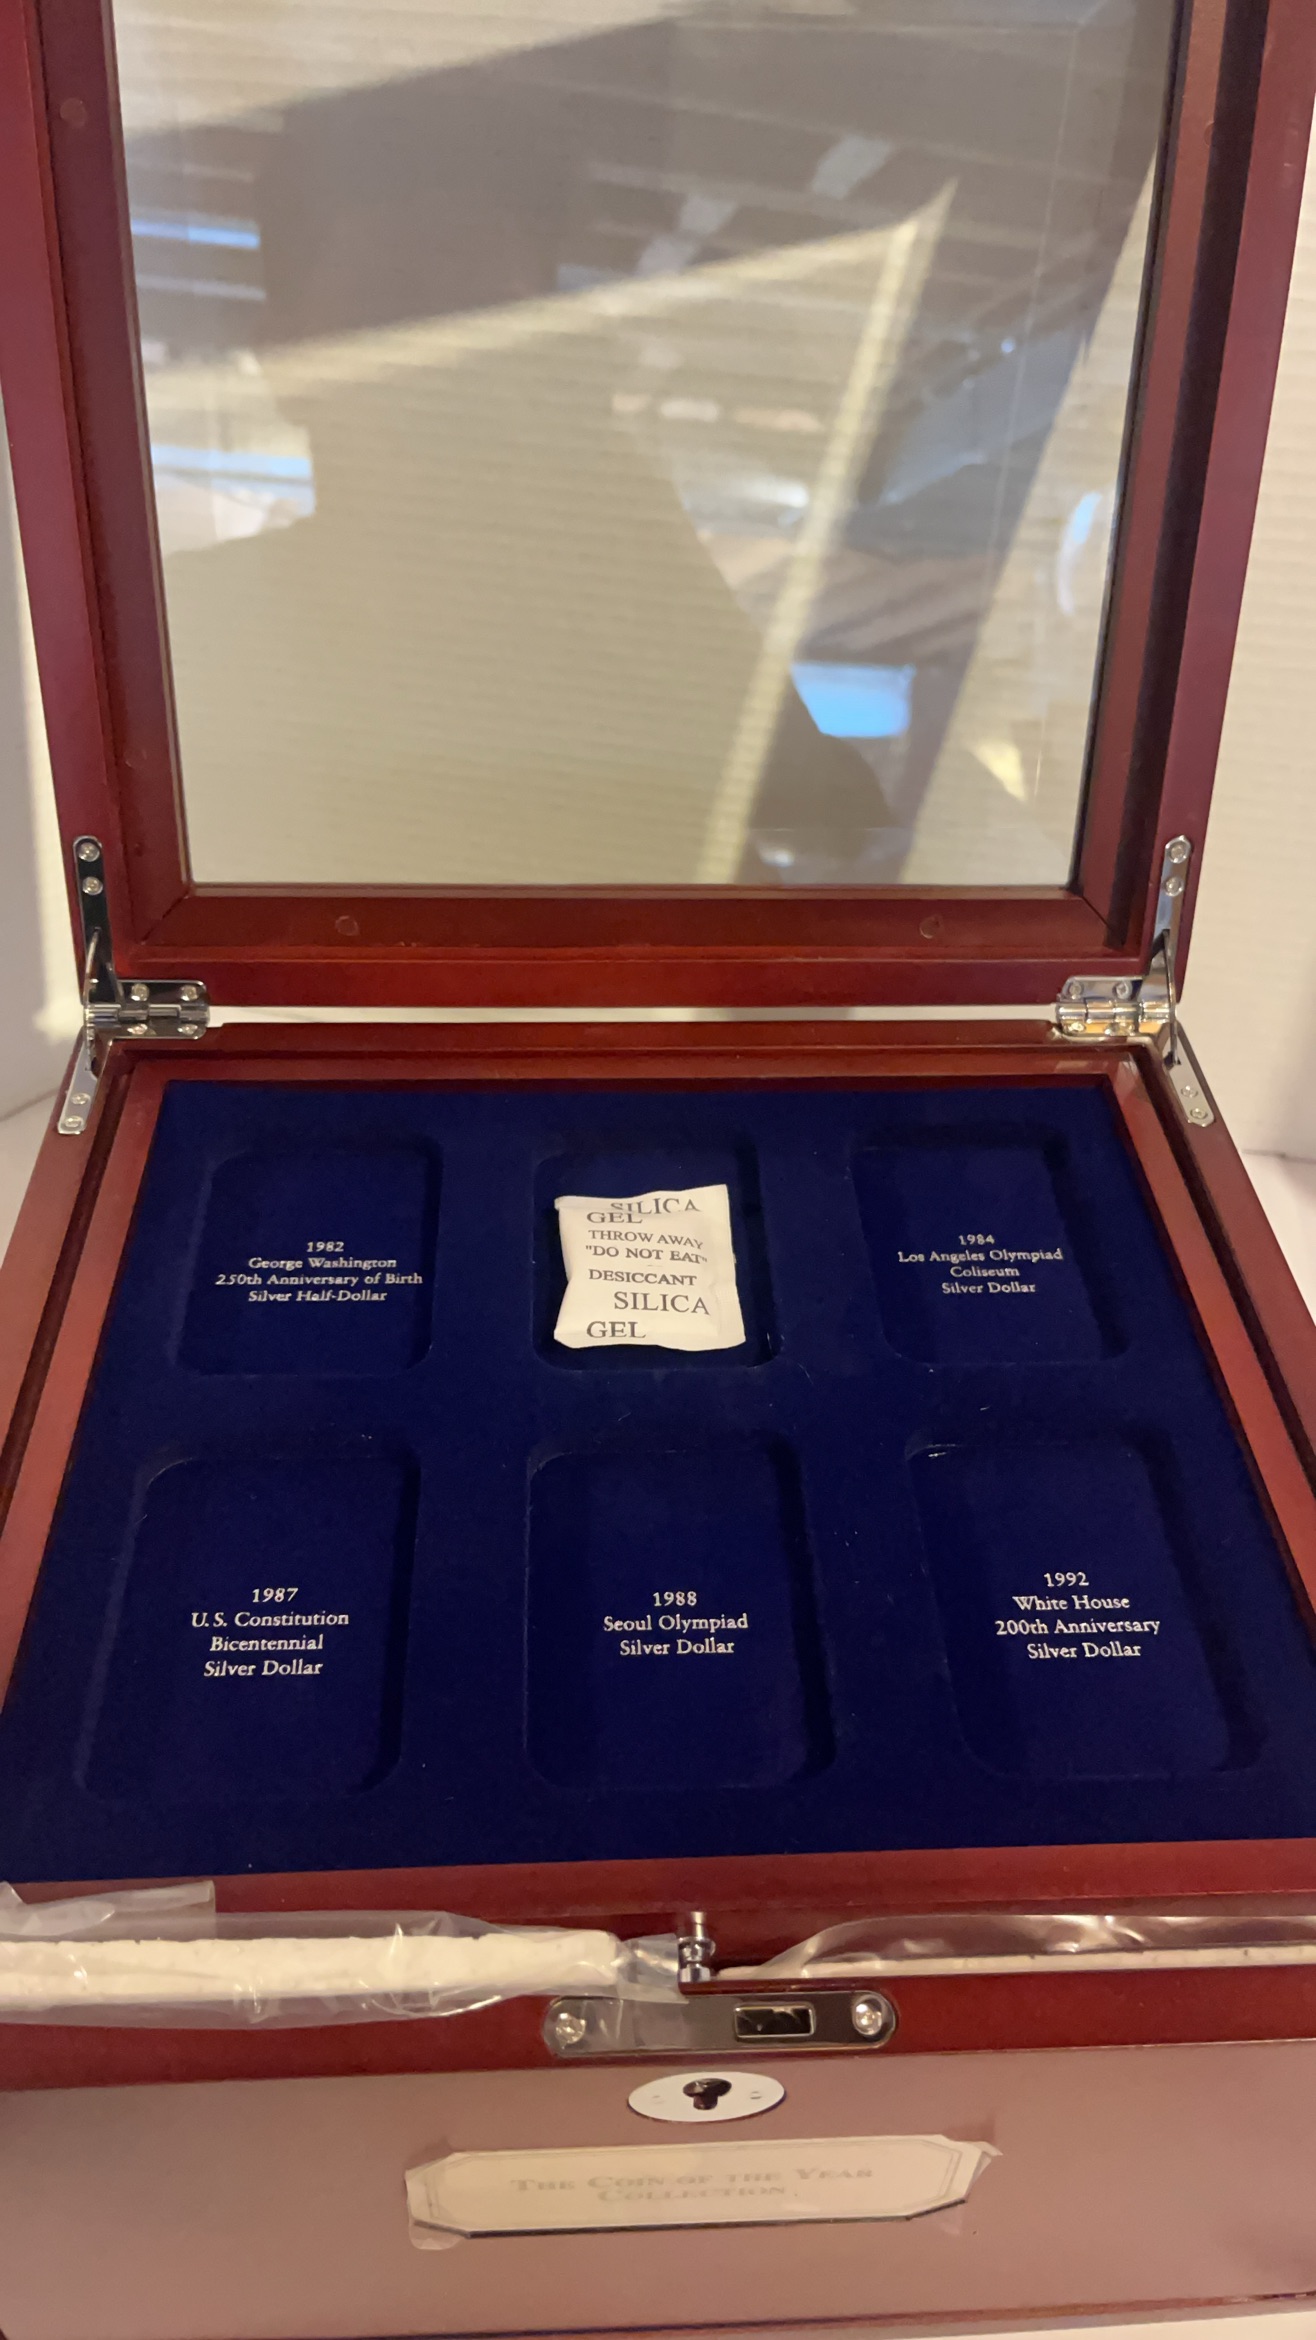 1982
George Washington
250th Anniversary of Birth
Silver Half-Dollar
SILICA
GEL
THROW AWAY
"DO NOT EAT"
DESICCANT
SILICA
GEL
1984
Los Angeles Olympiad
Coliseum
Silver Dollar
1987
U.S. Constitution
Bicentennial
Silver Dollar
1988
Seoul Olympiad
Silver Dollar
1992
White House
200th Anniversary
Silver Dollar
THE COIN OF THE YEAR
COLLECTION